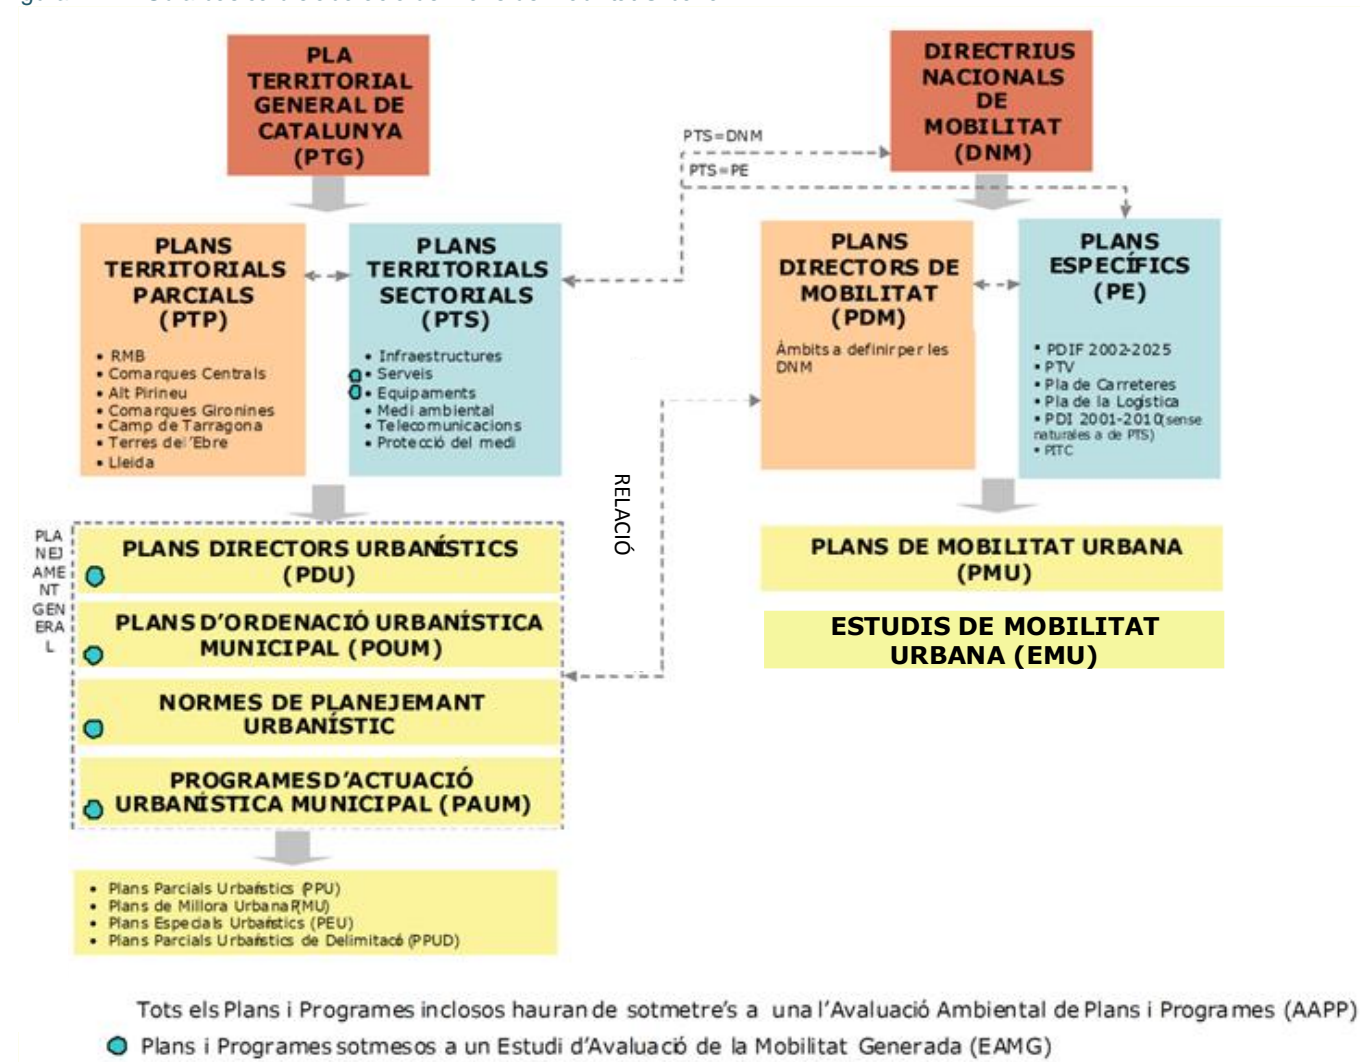 PLA
TERRITORIAL
GENERAL DE
CATALUNYA
(PTG)
DIRECTRIUS
NACIONALS
DE
MOBILITAT
(DNM)
PTS=DNM
PTS=PE
PLANS
TERRITORIALS
PARCIALS
(PTP)
• RMB
• Comarques Centrals
• Alt Pirineu
• Comarques Gironines
• Camp de Tarragona
• Terres de l'Ebre
• Lleida
PLANS
TERRITORIALS
SECTORIALS
(PTS)
• Infraestructures
• Serveis
• Equipaments
• Medi ambiental
• Telecomunicacions
• Protecció del medi
PLANS
DIRECTORS DE
MOBILITAT
(PDM)
Àmbits a definir per les
DNM
PLANS
ESPECÍFICS
(PE)
▪ PDIF 2002-2025
▪ PTV
▪ Pla de Carreteres
▪ Pla de la Logística
▪ PDI 2001-2010(sense
naturales a de PTS)
▪ PITC
RELACIÓ
PLA
NEJ
AME
NT
GEN
ERA
L
PLANS DIRECTORS URBANÍSTICS
(PDU)
PLANS D'ORDENACIÓ URBANÍSTICA
MUNICIPAL (POUM)
NORMES DE PLANEJEMANT
URBANÍSTIC
PROGRAMES D'ACTUACIÓ
URBANÍSTICA MUNICIPAL (PAUM)
PLANS DE MOBILITAT URBANA
(PMU)
ESTUDIS DE MOBILITAT
URBANA (EMU)
• Plans Parcials Urbanístics (PPU)
• Plans de Millora Urbana(PMU)
• Plans Especials Urbanístics (PEU)
• Plans Parcials Urbanístics de Delimitacó (PPUD)
Tots els Plans i Programes inclosos hauran de sotmetre's a una l'Avaluació Ambiental de Plans i Programes (AAPP)
Plans i Programes sotmesos a un Estudi d'Avaluació de la Mobilitat Generada (EAMG)